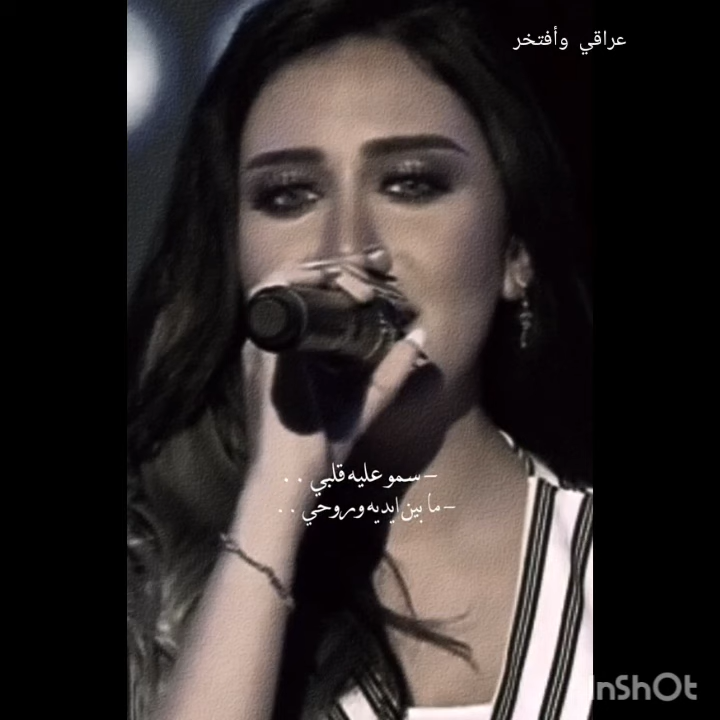 عراقي وأفتخر
- سمو عليه قلبي . .
- ما بين ايديه وروحي . .
InShOt